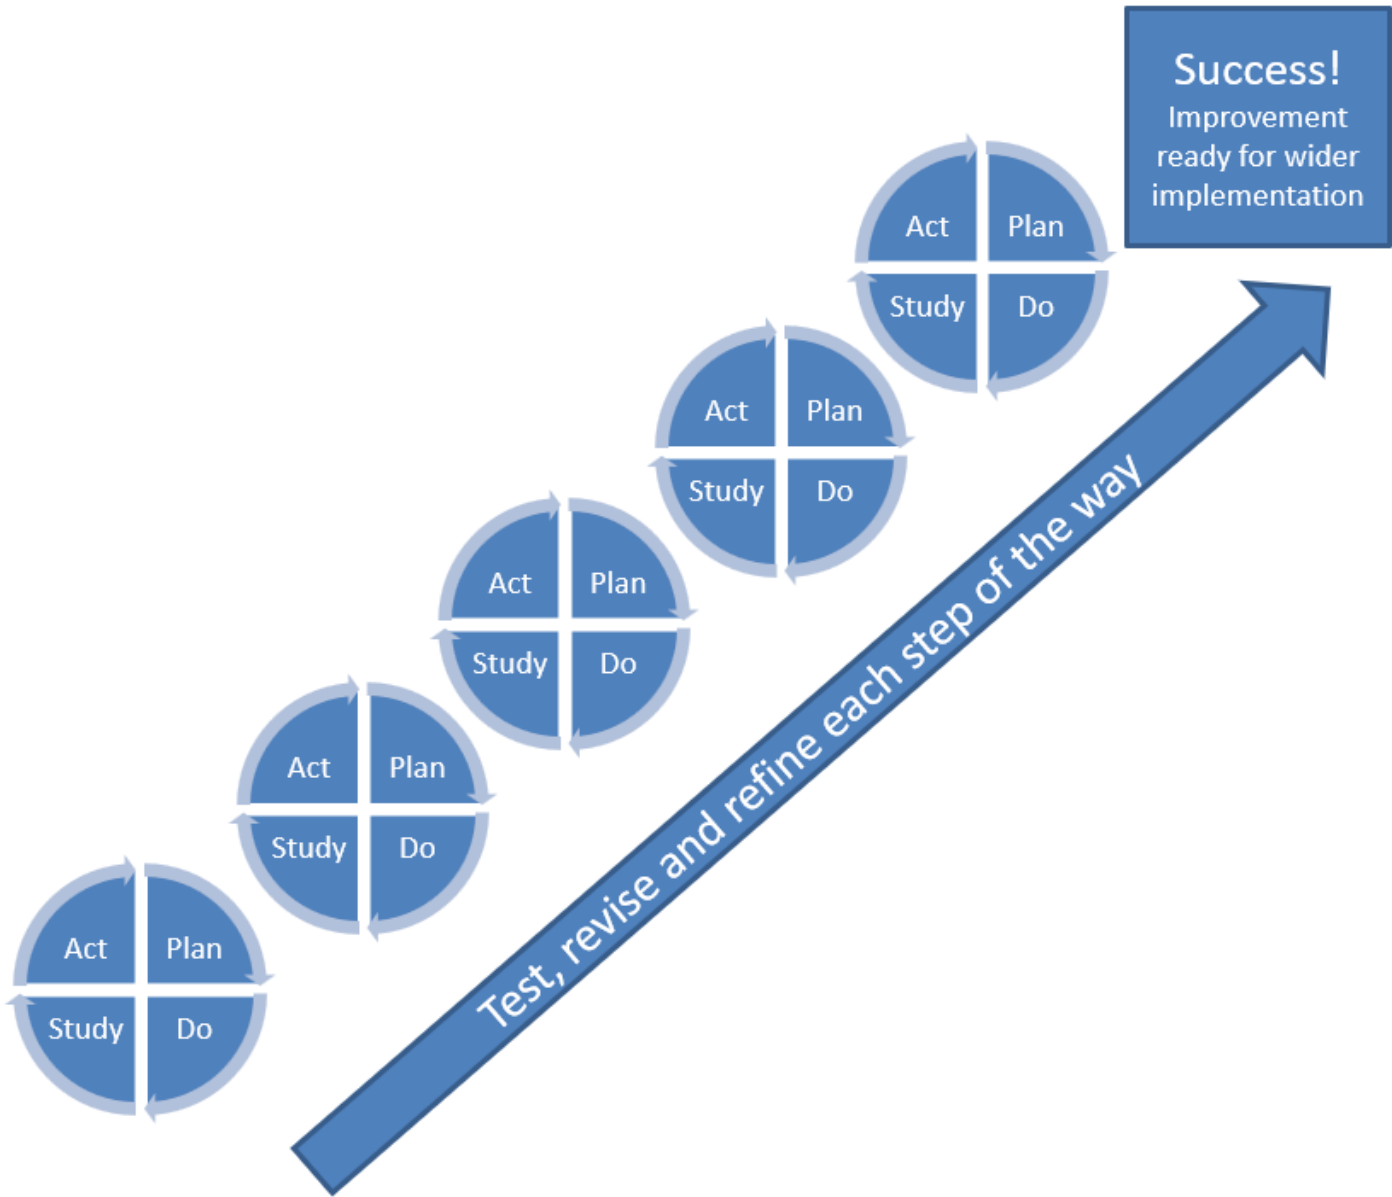 Success!
Improvement
ready for wider
implementation
Act
Plan
Study
Do
Act
Plan
Study
Do
Act
Plan
Study
Do
Act
Plan
Study
Do
Act
Plan
Study
Do
Test, revise and refine each step of the way